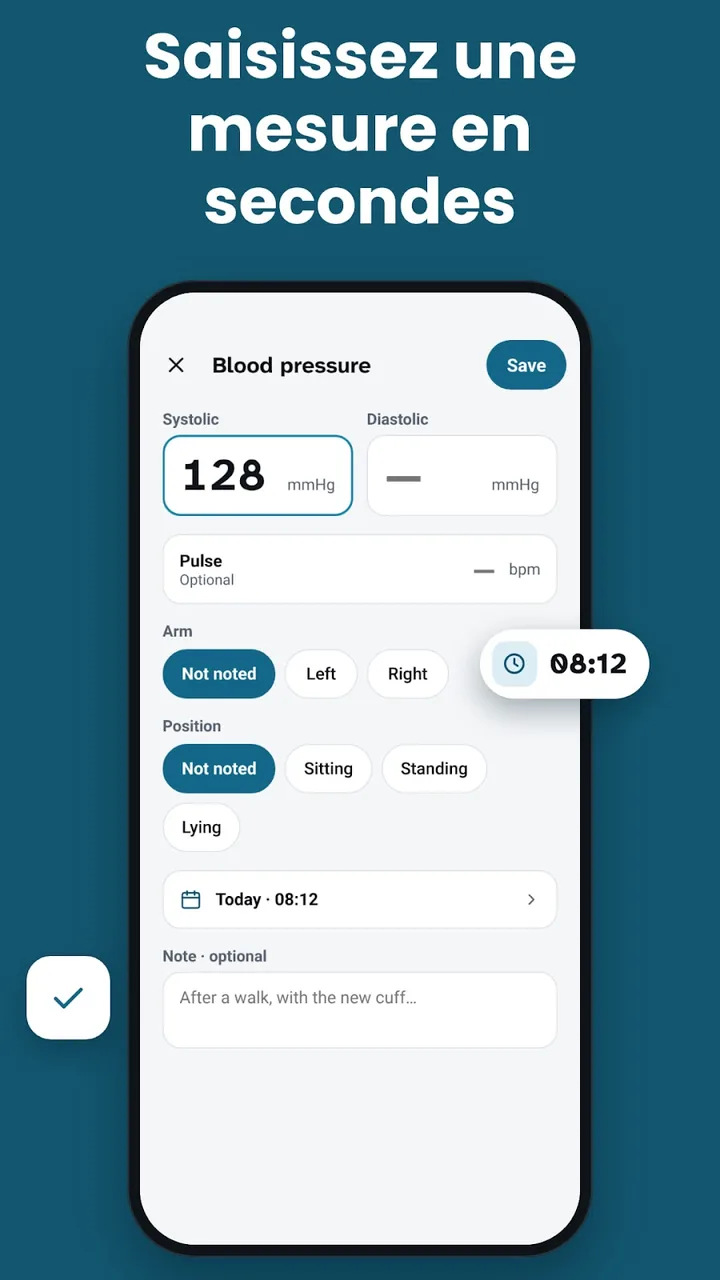 Saisissez une
mesure en
secondes
Blood pressure
Save
Systolic
Diastolic
128 mmHg
— mmHg
Pulse
Optional
— bpm
Arm
Not noted
Left
Right
08:12
Position
Not noted
Sitting
Standing
Lying
Today · 08:12
Note · optional
After a walk, with the new cuff…